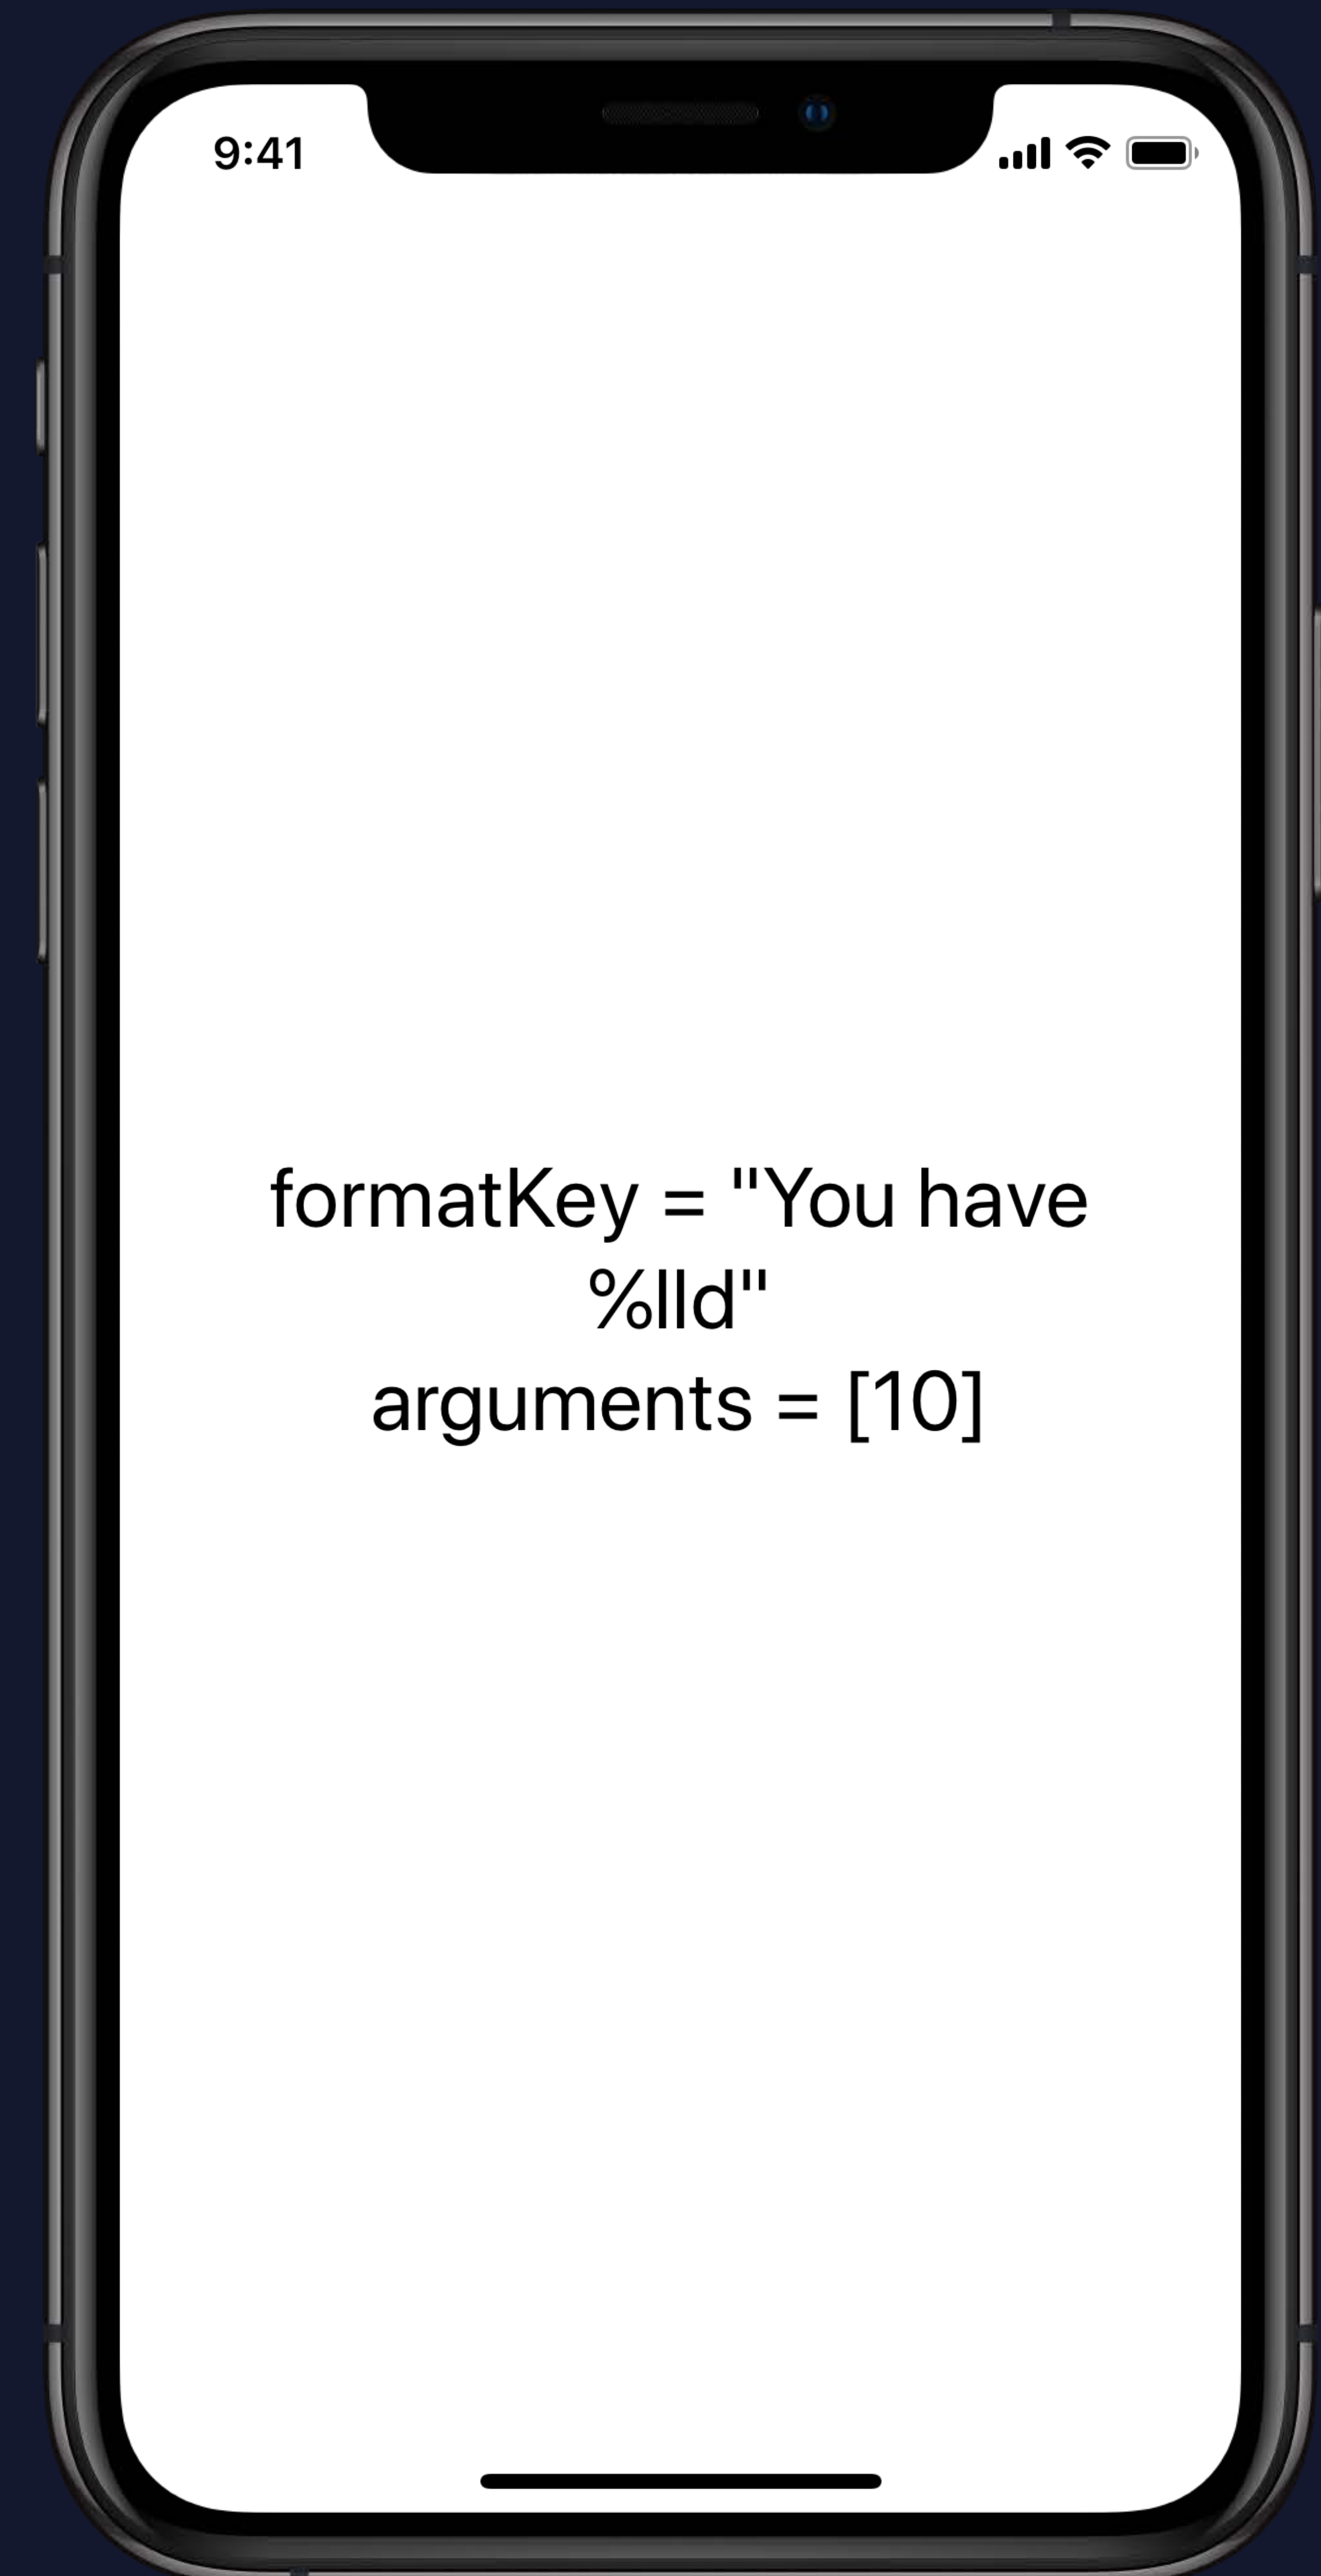 9:41
formatKey = "You have
%lld"
arguments = [10]